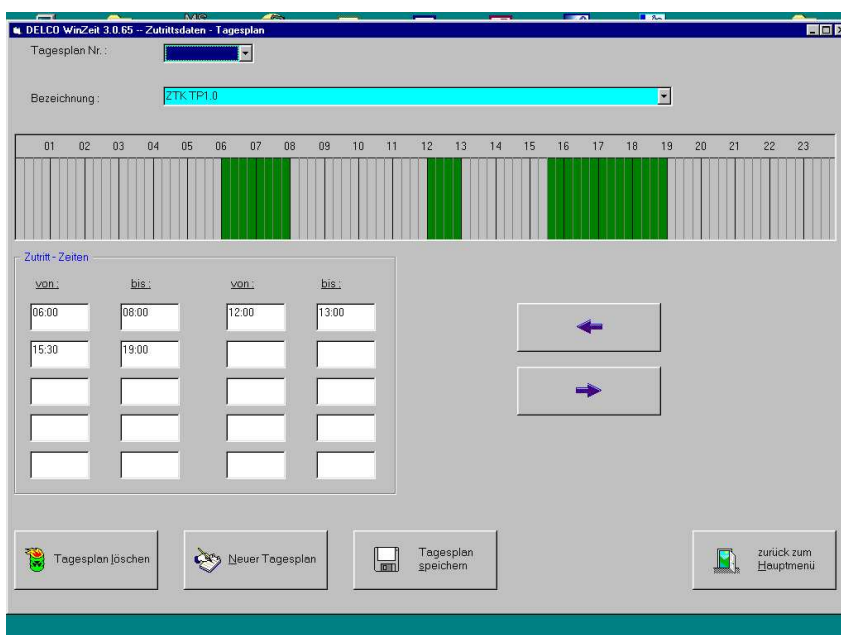 DELCO WinZeit 3.0.65 -- Zutrittsdaten - Tagesplan
Tagesplan Nr. :
Bezeichnung : ZTK TP1.0
01 02 03 04 05 06 07 08 09 10 11 12 13 14 15 16 17 18 19 20 21 22 23
Zutritt - Zeiten
von : bis : von : bis :
06:00 08:00 12:00 13:00
15:30 19:00
Tagesplan löschen
Neuer Tagesplan
Tagesplan
speichern
zurück zum
Hauptmenü